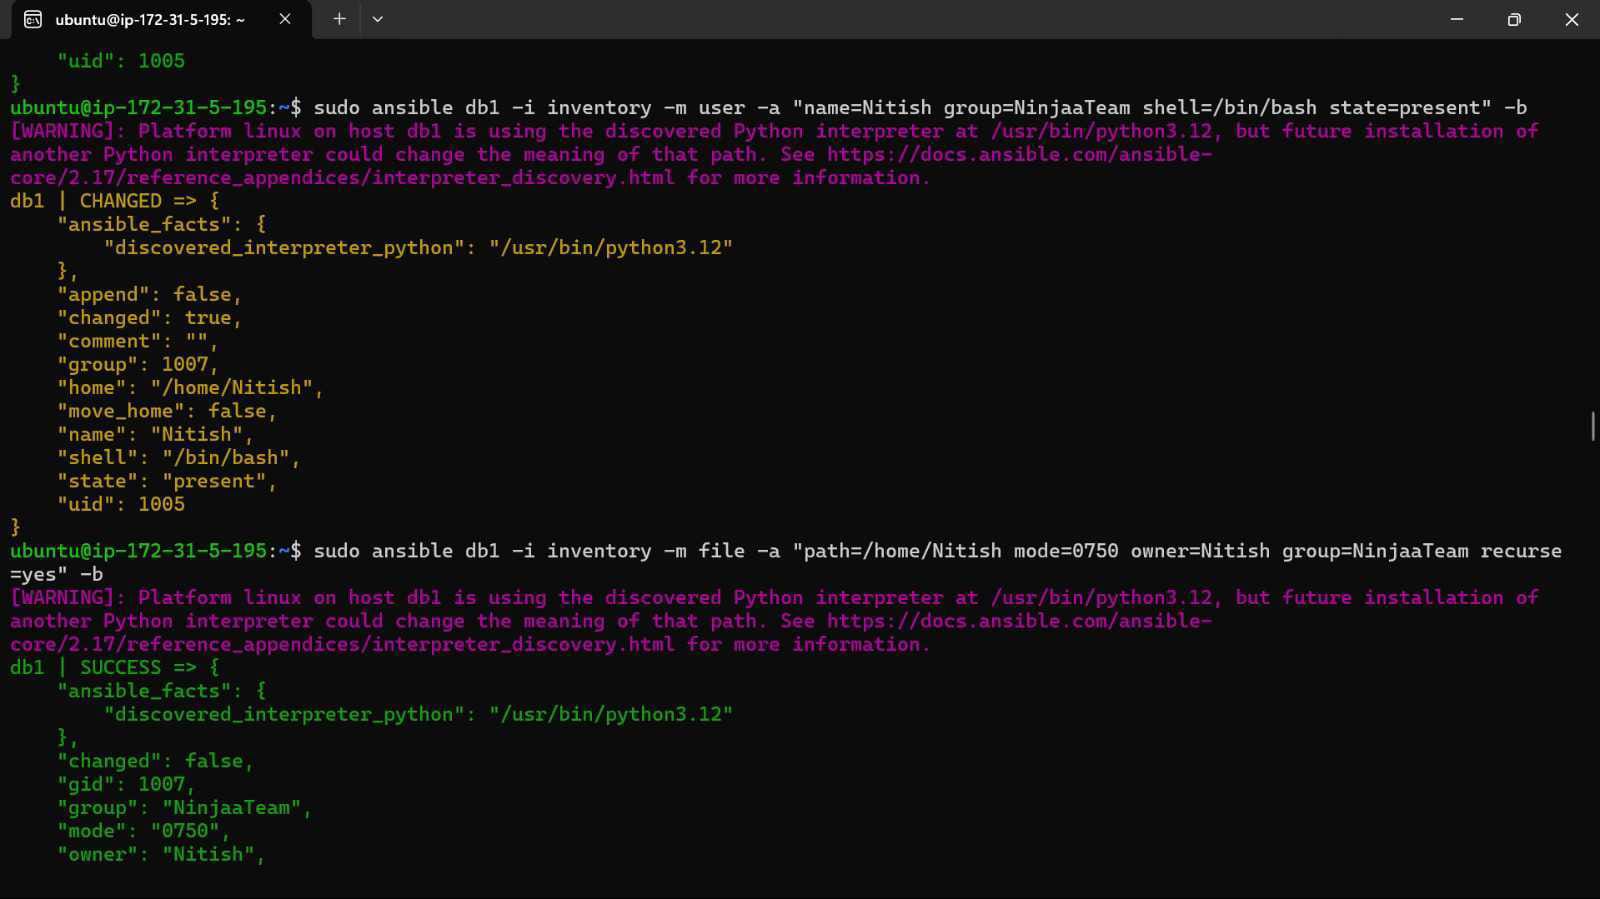 ubuntu@ip-172-31-5-195: ~
    "uid": 1005
}
ubuntu@ip-172-31-5-195:~$ sudo ansible db1 -i inventory -m user -a "name=Nitish group=NinjaaTeam shell=/bin/bash state=present" -b
[WARNING]: Platform linux on host db1 is using the discovered Python interpreter at /usr/bin/python3.12, but future installation of
another Python interpreter could change the meaning of that path. See https://docs.ansible.com/ansible-
core/2.17/reference_appendices/interpreter_discovery.html for more information.
db1 | CHANGED => {
    "ansible_facts": {
        "discovered_interpreter_python": "/usr/bin/python3.12"
    },
    "append": false,
    "changed": true,
    "comment": "",
    "group": 1007,
    "home": "/home/Nitish",
    "move_home": false,
    "name": "Nitish",
    "shell": "/bin/bash",
    "state": "present",
    "uid": 1005
}
ubuntu@ip-172-31-5-195:~$ sudo ansible db1 -i inventory -m file -a "path=/home/Nitish mode=0750 owner=Nitish group=NinjaaTeam recurse
=yes" -b
[WARNING]: Platform linux on host db1 is using the discovered Python interpreter at /usr/bin/python3.12, but future installation of
another Python interpreter could change the meaning of that path. See https://docs.ansible.com/ansible-
core/2.17/reference_appendices/interpreter_discovery.html for more information.
db1 | SUCCESS => {
    "ansible_facts": {
        "discovered_interpreter_python": "/usr/bin/python3.12"
    },
    "changed": false,
    "gid": 1007,
    "group": "NinjaaTeam",
    "mode": "0750",
    "owner": "Nitish",